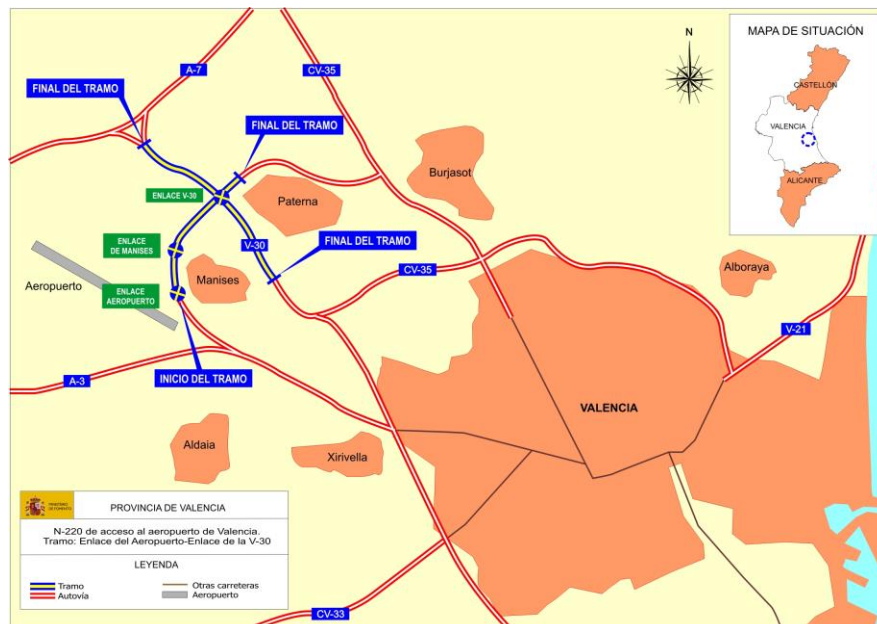 A-7
CV-35
N
MAPA DE SITUACIÓN
CASTELLÓN
VALENCIA
ALICANTE
FINAL DEL TRAMO
FINAL DEL TRAMO
Burjasot
ENLACE V-30
Paterna
FINAL DEL TRAMO
V-30
ENLACE
DE MANISES
Aeropuerto
Manises
ENLACE
AEROPUERTO
CV-35
Alboraya
V-21
A-3
INICIO DEL TRAMO
VALENCIA
Aldaia
Xirivella
MINISTERIO
DE FOMENTO
PROVINCIA DE VALENCIA
N-220 de acceso al aeropuerto de Valencia.
Tramo: Enlace del Aeropuerto-Enlace de la V-30
LEYENDA
Tramo
Otras carreteras
Autovía
Aeropuerto
CV-33